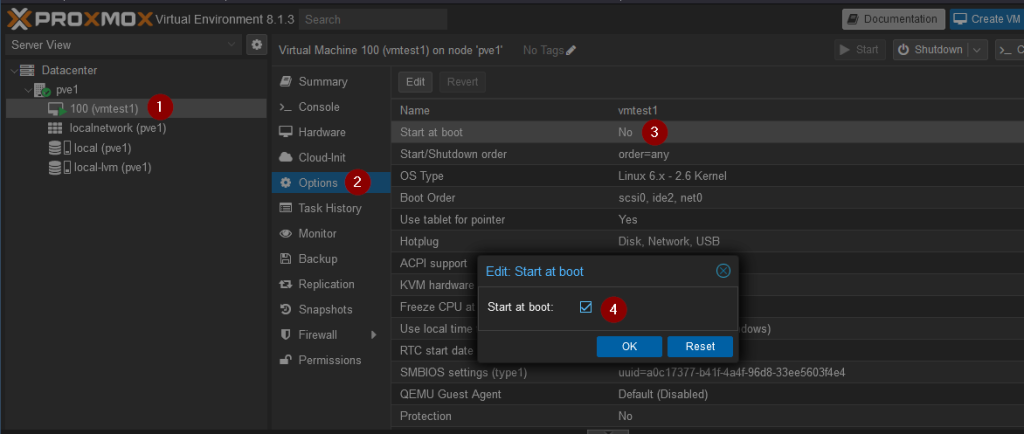 PROXMOX Virtual Environment 8.1.3 Search Documentation Create VM
Server View
Virtual Machine 100 (vmtest1) on node 'pve1' No Tags Start Shutdown
Datacenter
pve1
100 (vmtest1) 1
localnetwork (pve1)
local (pve1)
local-lvm (pve1)
Summary
Console
Hardware
Cloud-Init
Options 2
Task History
Monitor
Backup
Replication
Snapshots
Firewall
Permissions
Edit Revert
Name vmtest1
Start at boot No 3
Start/Shutdown order order=any
OS Type Linux 6.x - 2.6 Kernel
Boot Order scsi0, ide2, net0
Use tablet for pointer Yes
Hotplug Disk, Network, USB
ACPI support
KVM hardware
Freeze CPU at
Use local time
RTC start date
SMBIOS settings (type1) uuid=a0c17377-b41f-4a4f-96d8-33ee5603f4e4
QEMU Guest Agent Default (Disabled)
Protection No
Edit: Start at boot
Start at boot: 4
OK Reset